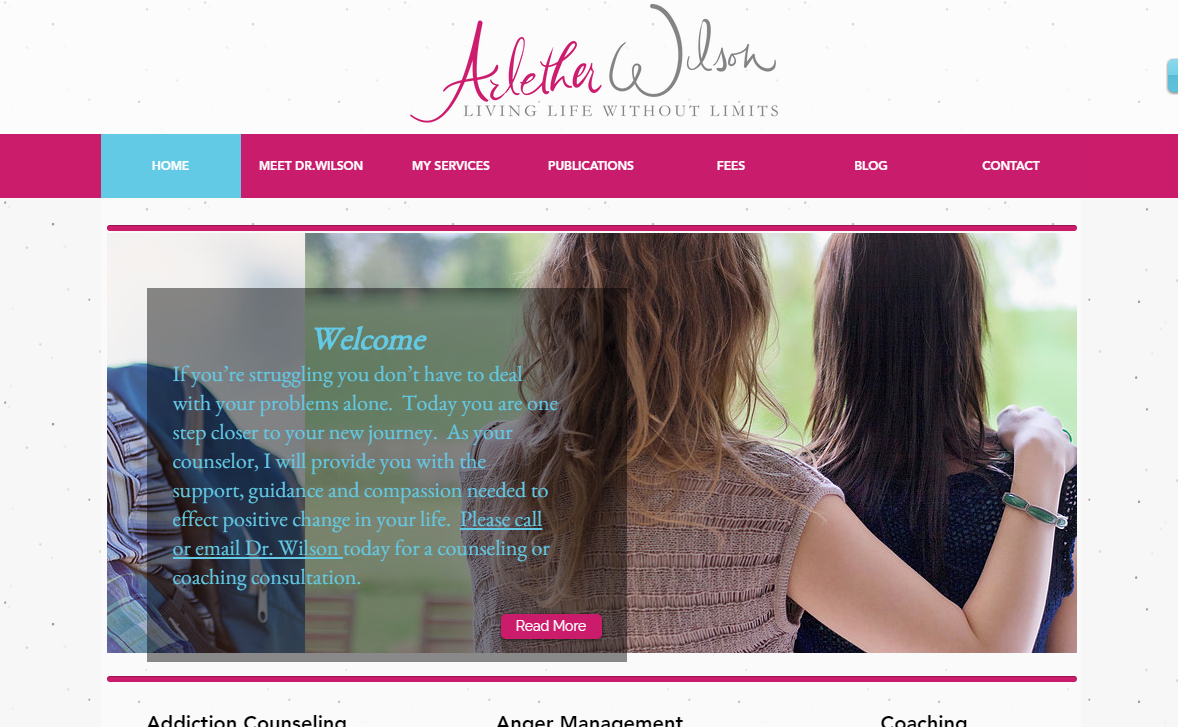 Arlether Wilson
LIVING LIFE WITHOUT LIMITS
HOME MEET DR.WILSON MY SERVICES PUBLICATIONS FEES BLOG CONTACT
Welcome
If you’re struggling you don’t have to deal
with your problems alone.  Today you are one
step closer to your new journey.  As your
counselor, I will provide you with the
support, guidance and compassion needed to
effect positive change in your life.  Please call
or email Dr. Wilson today for a counseling or
coaching consultation.
Read More
Addiction Counseling Anger Management Coaching